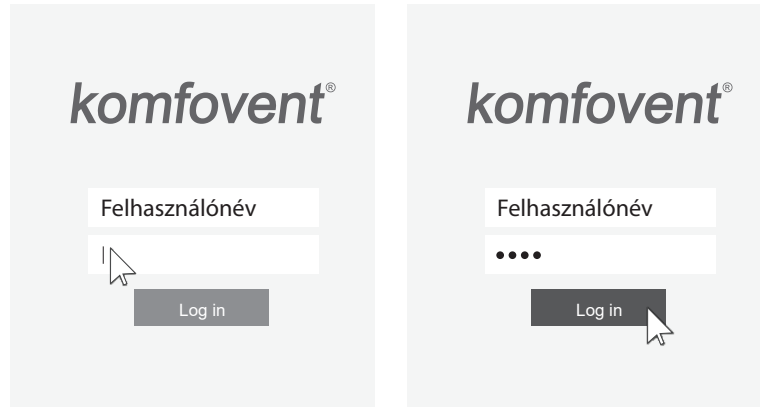 komfovent®
Felhasználónév
Log in
komfovent®
Felhasználónév
••••
Log in